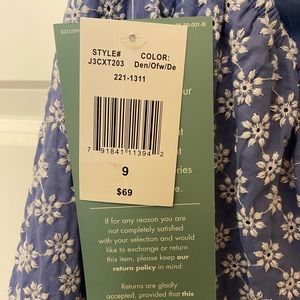 STYLE#
J3CXT203
COLOR:
Den/Ofw/De
221-1311
7 91841 11394 2
9
$69
If for any reason you are
not completely satisfied
with your selection and would
like to exchange or return
this item, please keep our
return policy in mind:
Returns are gladly
accepted, provided that this